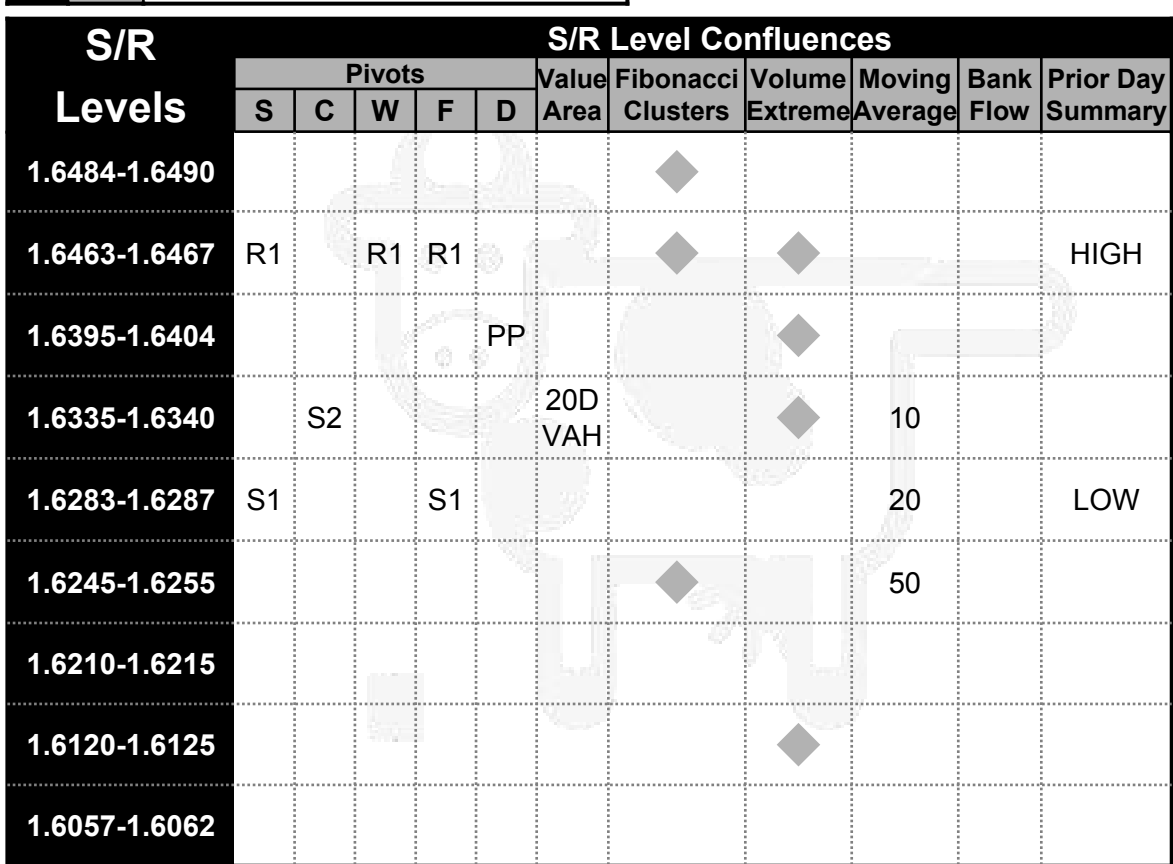 S/R Levels
S/R Level Confluences
Pivots
Value Area
Fibonacci Clusters
Volume Extreme
Moving Average
Bank Flow
Prior Day Summary
S C W F D
1.6484-1.6490
1.6463-1.6467 R1 R1 R1 HIGH
1.6395-1.6404 PP
1.6335-1.6340 S2 20D VAH 10
1.6283-1.6287 S1 S1 20 LOW
1.6245-1.6255 50
1.6210-1.6215
1.6120-1.6125
1.6057-1.6062